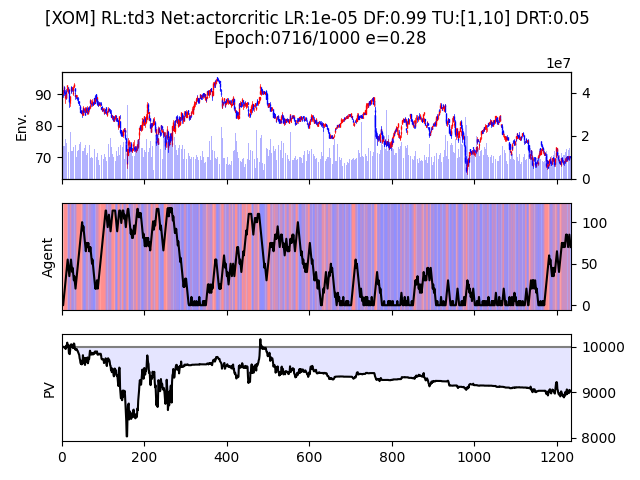 [XOM] RL:td3 Net:actorcritic LR:1e-05 DF:0.99 TU:[1,10] DRT:0.05
Epoch:0716/1000 e=0.28
1e7
90
80
70
Env.
4
2
0
Agent
100
50
0
PV
10000
9000
8000
0 200 400 600 800 1000 1200